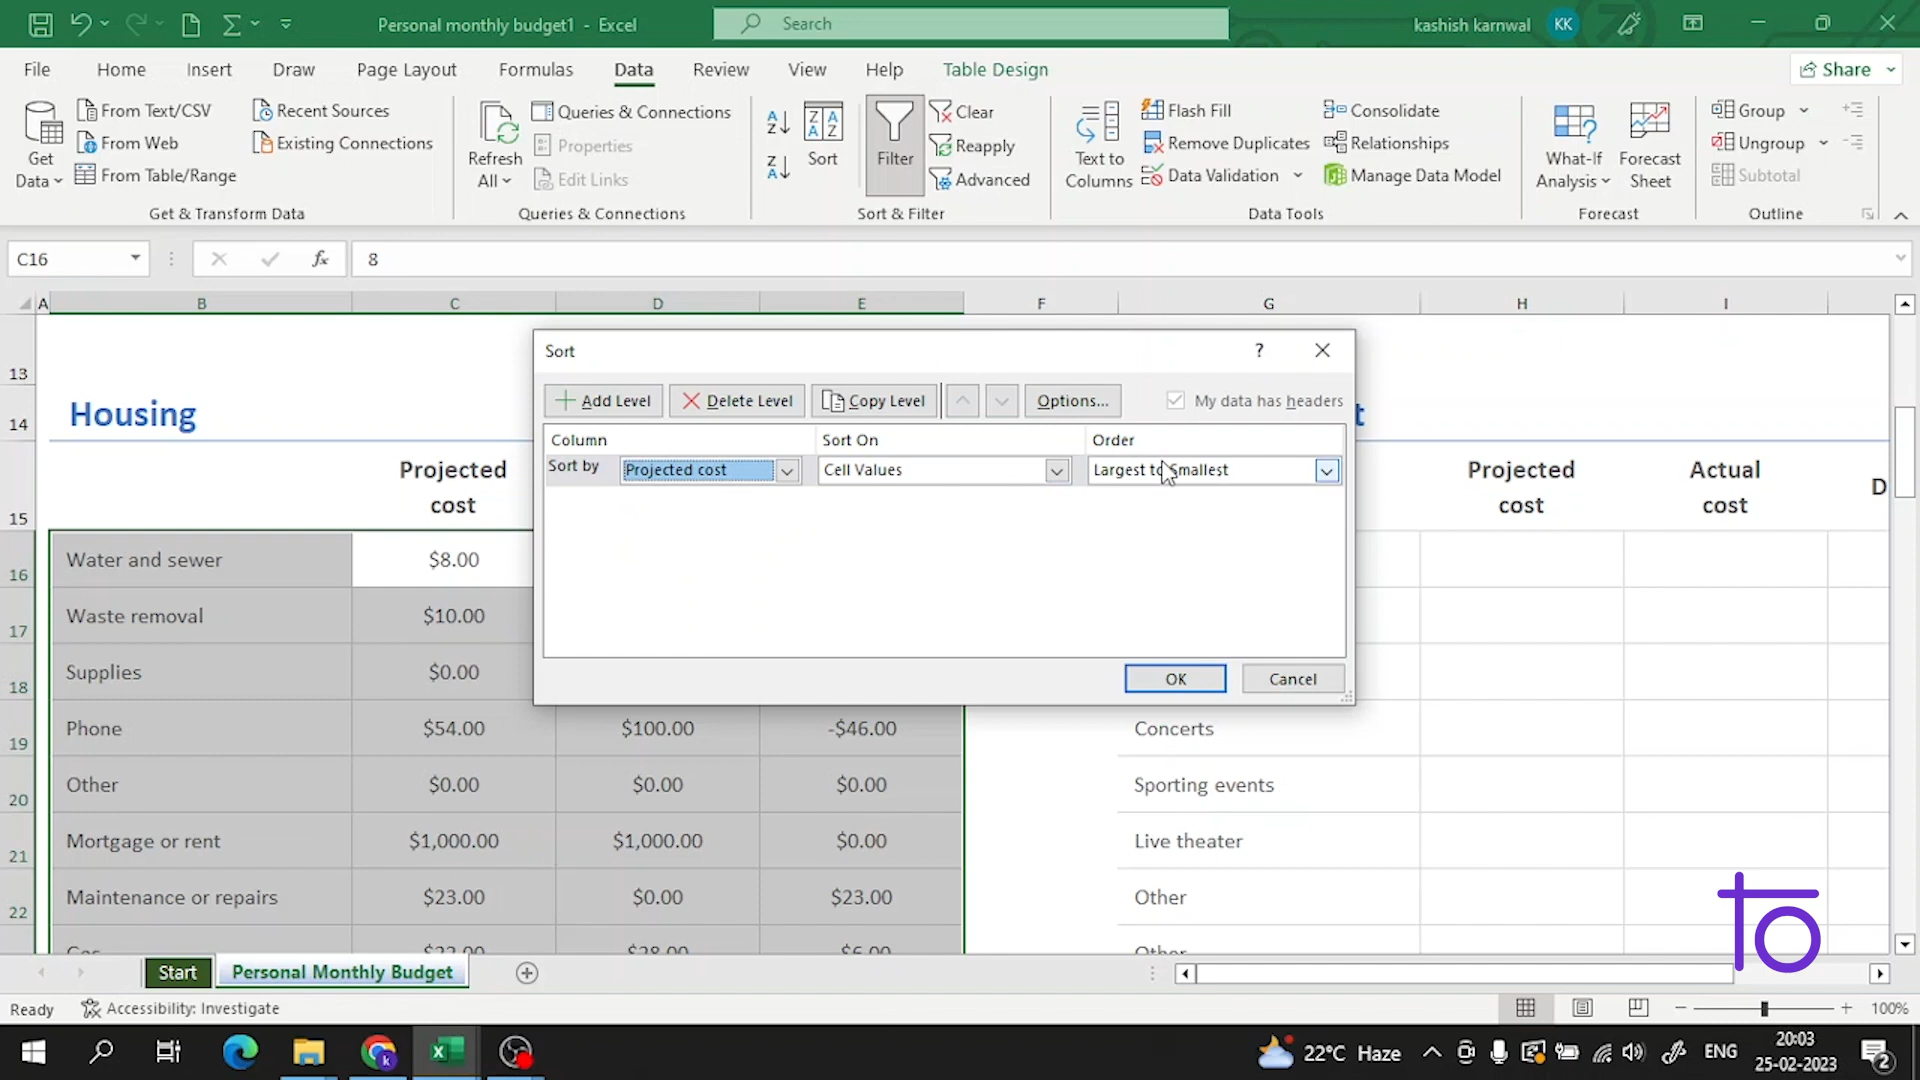 Personal monthly budget1 - Excel
Search
kashish karnwal KK
File Home Insert Draw Page Layout Formulas Data Review View Help Table Design Share
Get Data
From Text/CSV
From Web
From Table/Range
Recent Sources
Existing Connections
Get & Transform Data
Refresh All
Queries & Connections
Properties
Edit Links
Queries & Connections
Sort
Filter
Clear
Reapply
Advanced
Sort & Filter
Text to Columns
Flash Fill
Remove Duplicates
Data Validation
Consolidate
Relationships
Manage Data Model
Data Tools
What-If Analysis
Forecast Sheet
Forecast
Group
Ungroup
Subtotal
Outline
C16 fx 8
A B C D E F G H I
13
14 Housing
15 Projected cost
Projected cost Actual cost D
16 Water and sewer $8.00
17 Waste removal $10.00
18 Supplies $0.00
19 Phone $54.00 $100.00 -$46.00 Concerts
20 Other $0.00 $0.00 $0.00 Sporting events
21 Mortgage or rent $1,000.00 $1,000.00 $0.00 Live theater
22 Maintenance or repairs $23.00 $0.00 $23.00 Other
Sort ?
Add Level Delete Level Copy Level Options... My data has headers
Column Sort On Order
Sort by Projected cost Cell Values Largest to Smallest
OK Cancel
to
Start Personal Monthly Budget
Ready Accessibility: Investigate 100%
22°C Haze ENG 20:03
25-02-2023 2